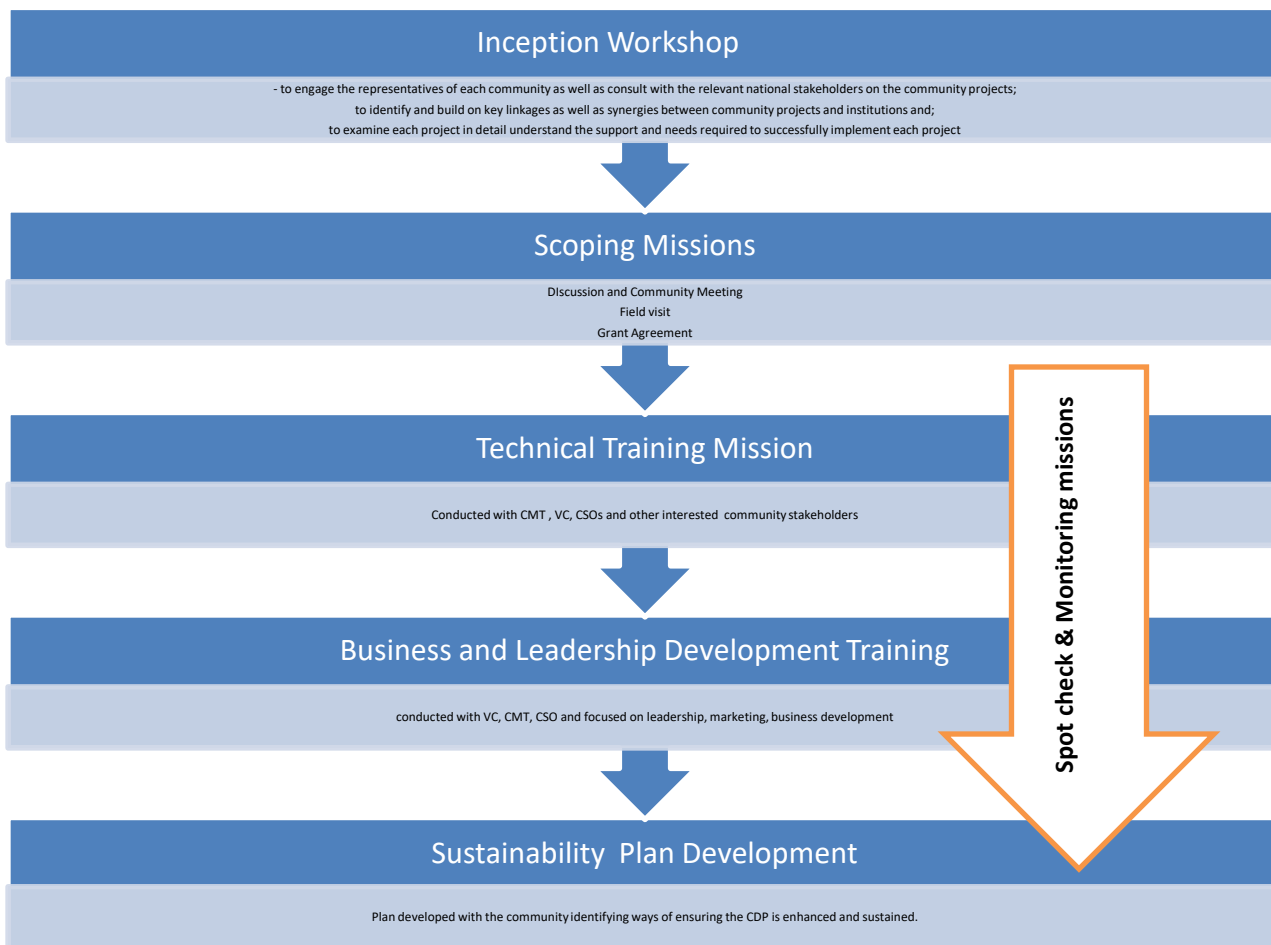 Inception Workshop
- to engage the representatives of each community as well as consult with the relevant national stakeholders on the community projects;
to identify and build on key linkages as well as synergies between community projects and institutions and;
to examine each project in detail understand the support and needs required to successfully implement each project
Scoping Missions
DIscussion and Community Meeting
Field visit
Grant Agreement
Technical Training Mission
Conducted with CMT , VC, CSOs and other interested community stakeholders
Business and Leadership Development Training
conducted with VC, CMT, CSO and focused on leadership, marketing, business development
Sustainability Plan Development
Plan developed with the community identifying ways of ensuring the CDP is enhanced and sustained.
Spot check & Monitoring missions